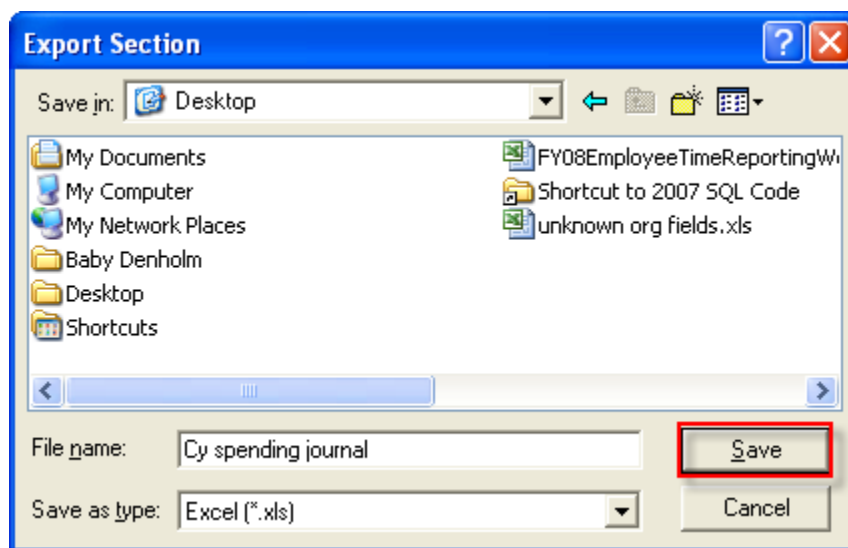 Export Section
Save in: Desktop
My Documents
My Computer
My Network Places
Baby Denholm
Desktop
Shortcuts
FY08EmployeeTimeReportingW
Shortcut to 2007 SQL Code
unknown org fields.xls
File name: Cy spending journal Save
Save as type: Excel (*.xls) Cancel